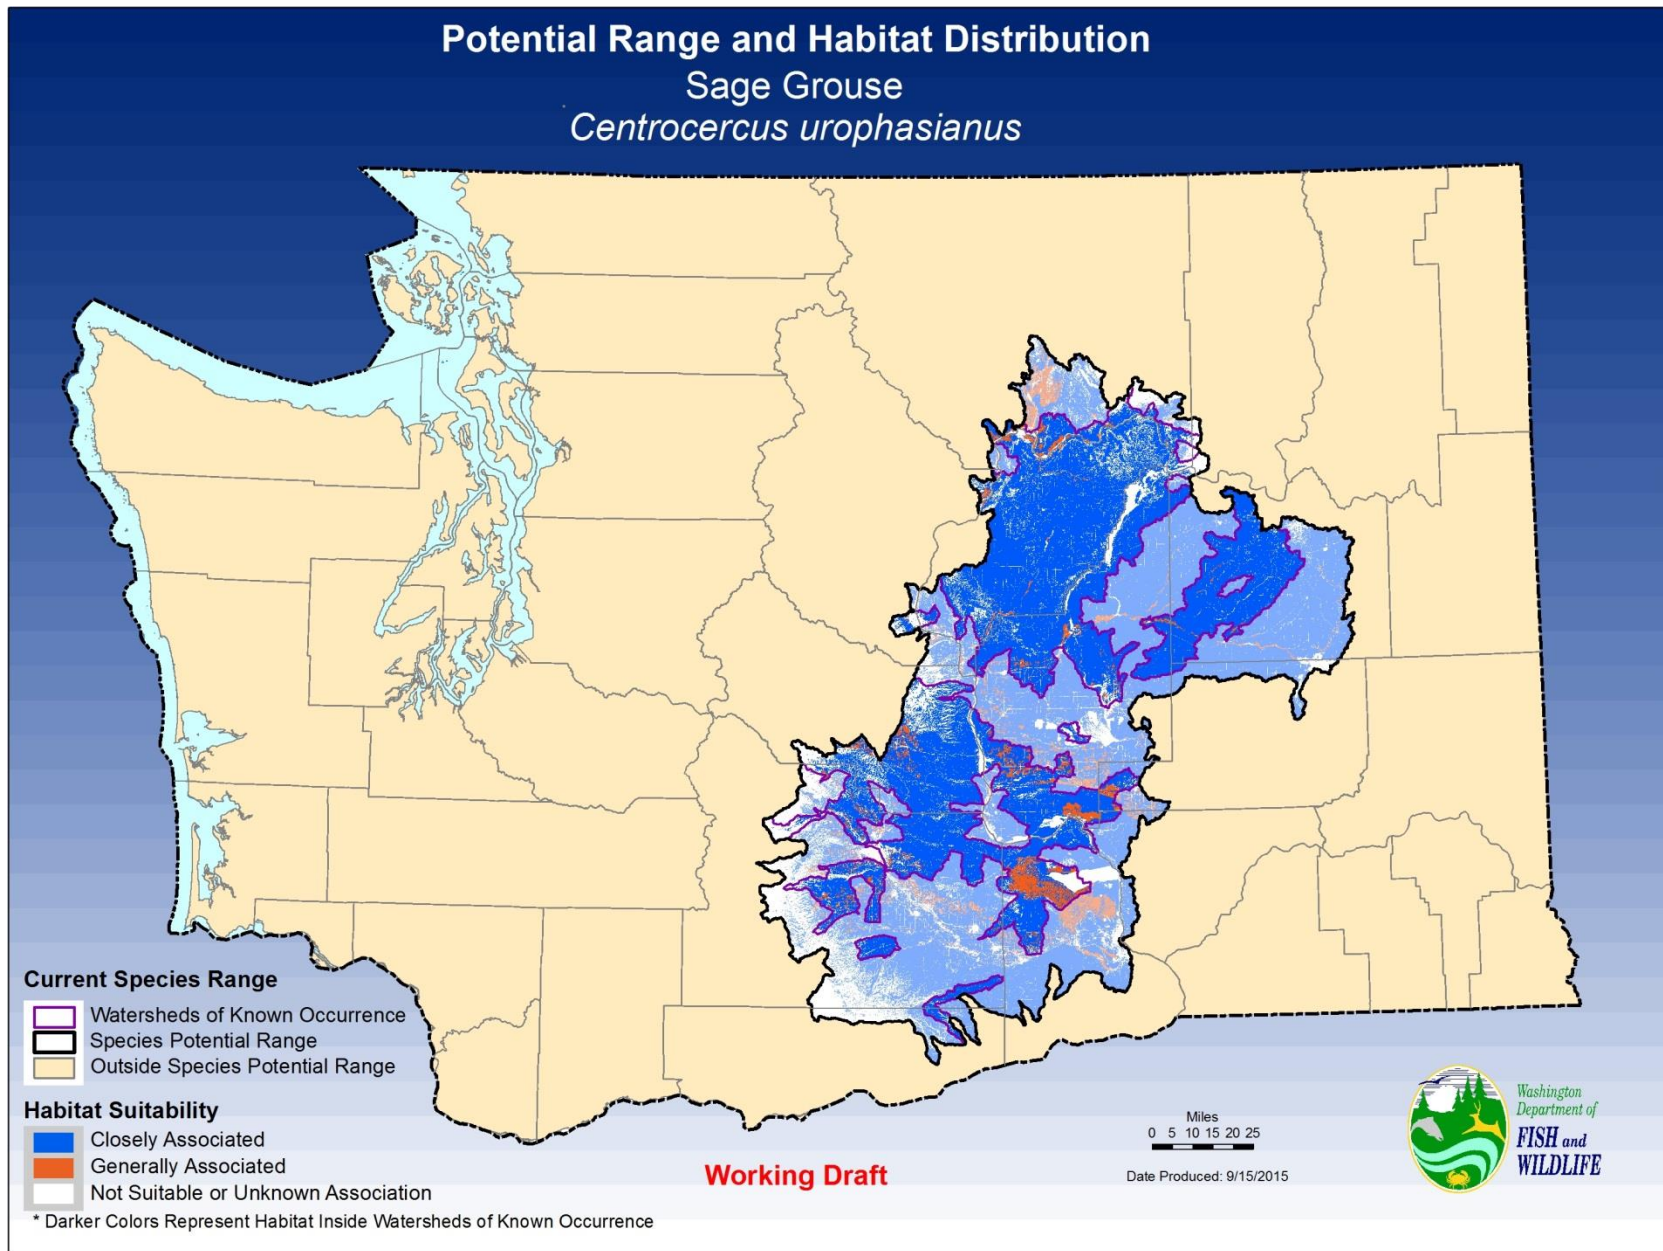 Potential Range and Habitat Distribution
Sage Grouse
Centrocercus urophasianus
Current Species Range
Watersheds of Known Occurrence
Species Potential Range
Outside Species Potential Range
Habitat Suitability
Closely Associated
Generally Associated
Not Suitable or Unknown Association
* Darker Colors Represent Habitat Inside Watersheds of Known Occurrence
Working Draft
Miles
0 5 10 15 20 25
Date Produced: 9/15/2015
Washington
Department of
FISH and
WILDLIFE